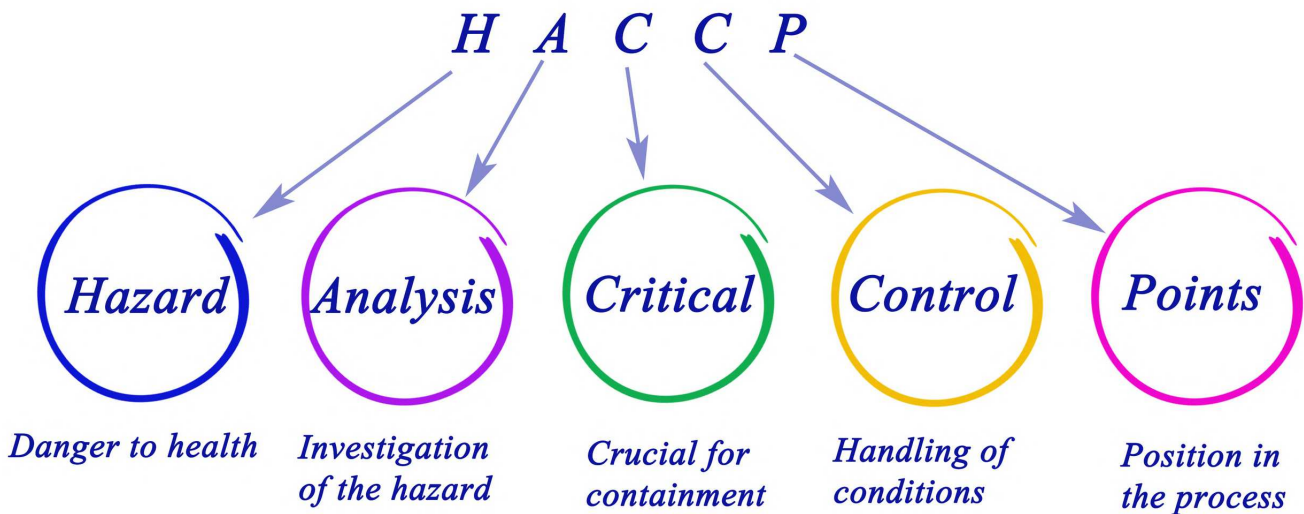 H A C C P
Hazard
Analysis
Critical
Control
Points
Danger to health
Investigation
of the hazard
Crucial for
containment
Handling of
conditions
Position in
the process